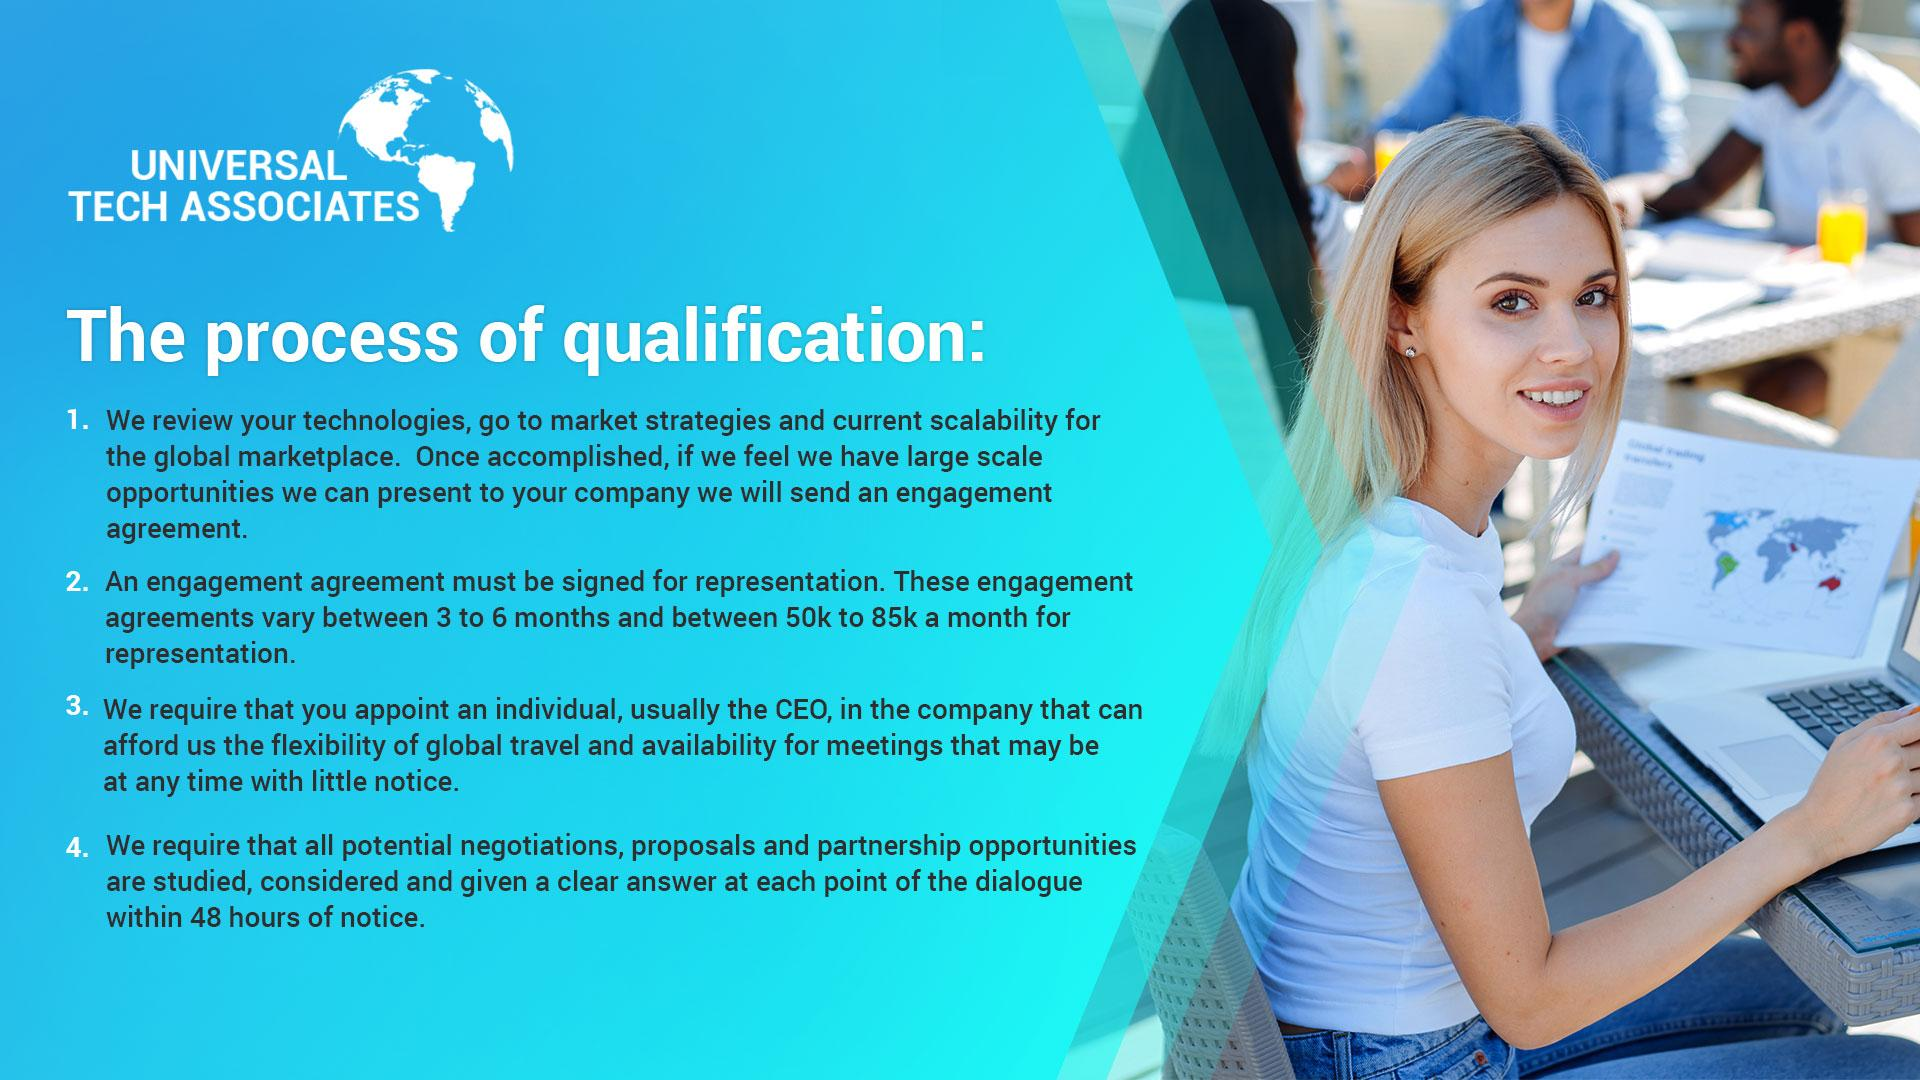 UNIVERSAL
TECH ASSOCIATES
The process of qualification:
1. We review your technologies, go to market strategies and current scalability for
the global marketplace.  Once accomplished, if we feel we have large scale
opportunities we can present to your company we will send an engagement
agreement.
2. An engagement agreement must be signed for representation. These engagement
agreements vary between 3 to 6 months and between 50k to 85k a month for
representation.
3. We require that you appoint an individual, usually the CEO, in the company that can
afford us the flexibility of global travel and availability for meetings that may be
at any time with little notice.
4. We require that all potential negotiations, proposals and partnership opportunities
are studied, considered and given a clear answer at each point of the dialogue
within 48 hours of notice.
Global trading
transfers